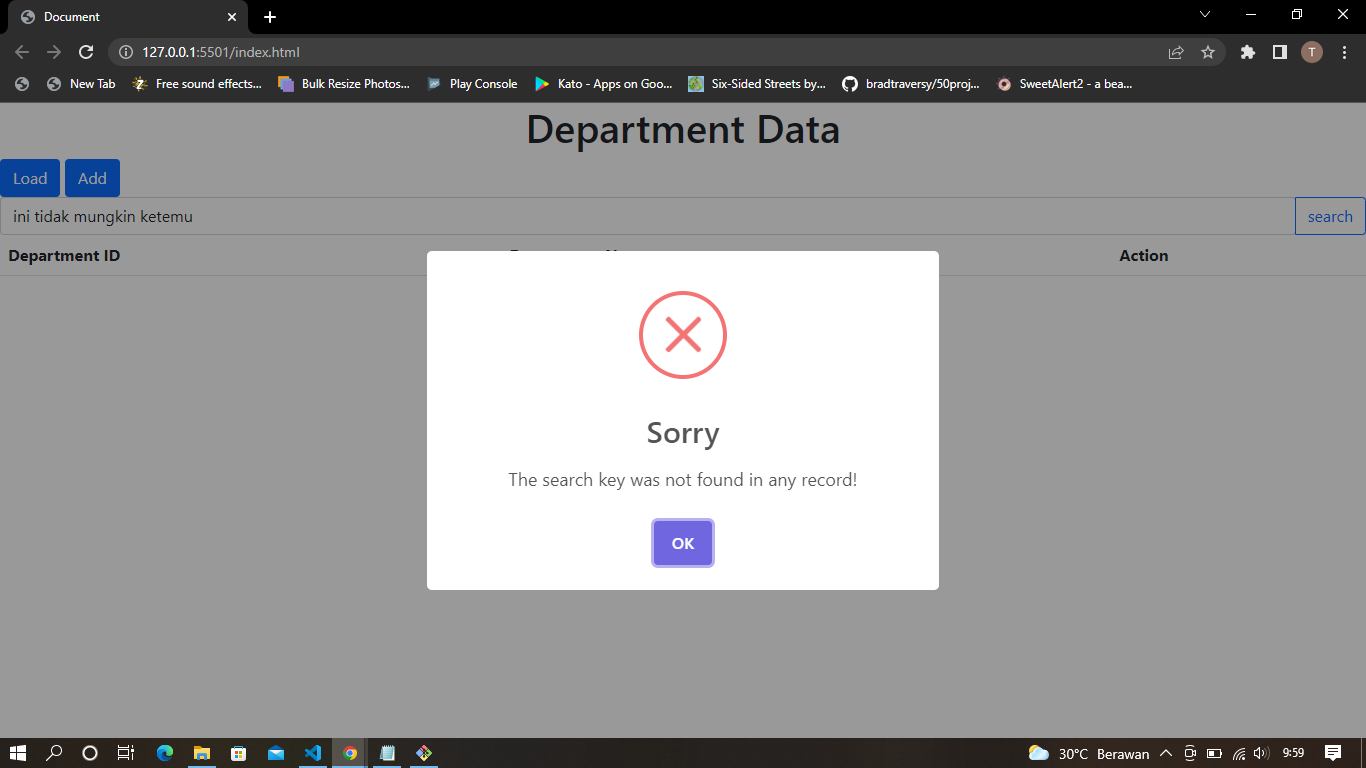 Document
127.0.0.1:5501/index.html
T
New Tab
Free sound effects...
Bulk Resize Photos...
Play Console
Kato - Apps on Goo...
Six-Sided Streets by...
bradtraversy/50proj...
SweetAlert2 - a bea...
Department Data
Load
Add
ini tidak mungkin ketemu
search
Department ID
Action
Sorry
The search key was not found in any record!
OK
30°C Berawan
9:59